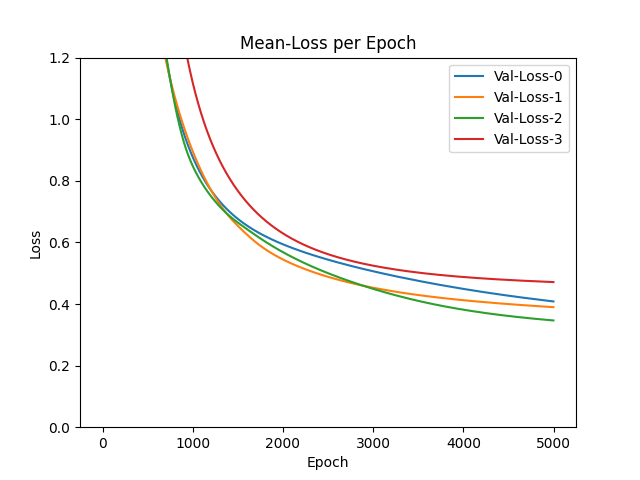 Mean-Loss per Epoch
Val-Loss-0
Val-Loss-1
Val-Loss-2
Val-Loss-3
1.2
1.0
0.8
0.6
0.4
0.2
0.0
Loss
0 1000 2000 3000 4000 5000
Epoch